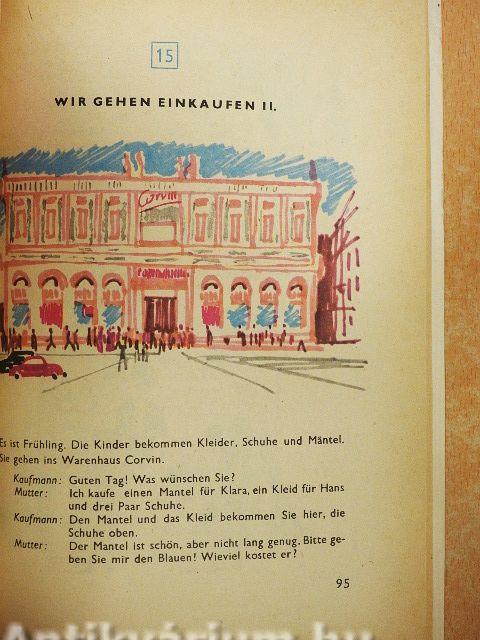 15
WIR GEHEN EINKAUFEN II.
Corvin
Es ist Frühling. Die Kinder bekommen Kleider, Schuhe und Mäntel.
Sie gehen ins Warenhaus Corvin.
Kaufmann: Guten Tag! Was wünschen Sie?
Mutter: Ich kaufe einen Mantel für Klara, ein Kleid für Hans
und drei Paar Schuhe.
Kaufmann: Den Mantel und das Kleid bekommen Sie hier, die
Schuhe oben.
Mutter: Der Mantel ist schön, aber nicht lang genug. Bitte ge-
ben Sie mir den Blauen! Wieviel kostet er?
95
Antikvárium.hu